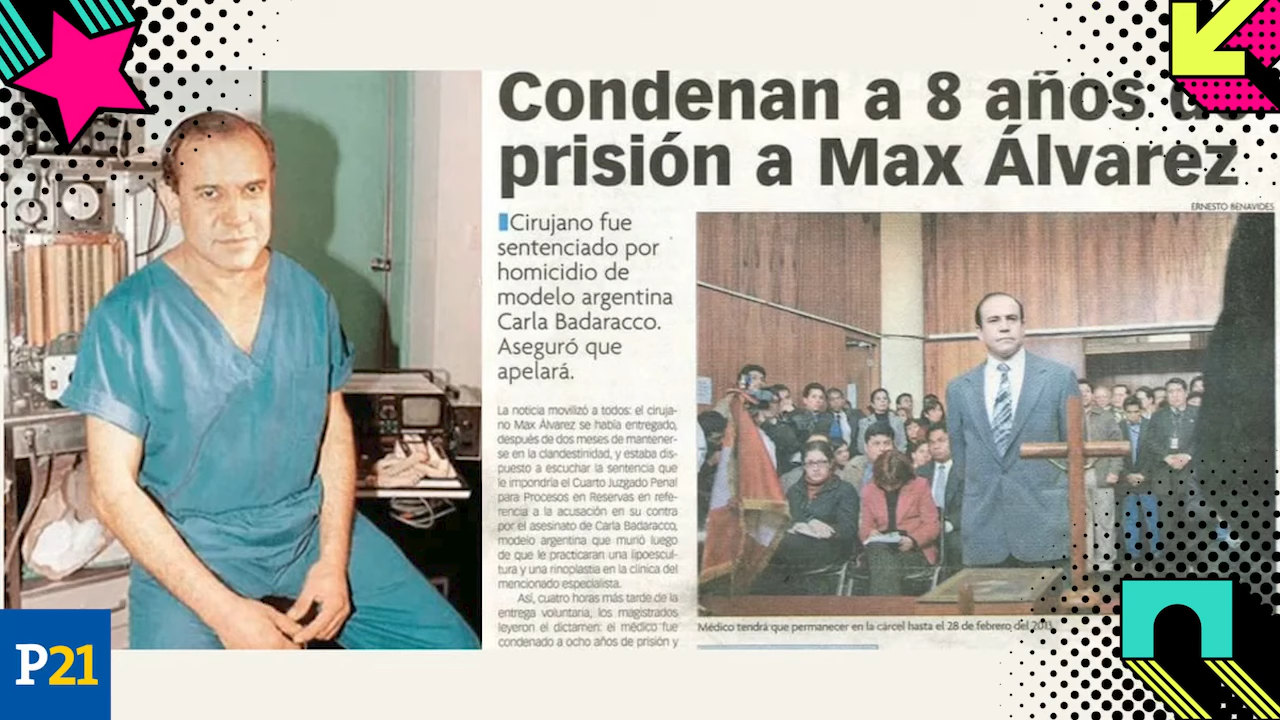 Condenan a 8 años de
prisión a Max Álvarez
ERNESTO BENAVIDES
Cirujano fue
sentenciado por
homicidio de
modelo argentina
Carla Badaracco.
Aseguró que
apelará.
La noticia movilizó a todos: el ciruja-
no Max Álvarez se había entregado,
después de dos meses de mantener-
se en la clandestinidad, y estaba dis-
puesto a escuchar la sentencia que
le impondría el Cuarto Juzgado Penal
para Procesos en Reservas en refe-
rencia a la acusación en su contra
por el asesinato de Carla Badaracco,
modelo argentina que murió luego
de que le practicaran una lipoescul-
tura y una rinoplastia en la clínica del
mencionado especialista.
Así, cuatro horas más tarde de la
entrega voluntaria, los magistrados
leyeron el dictamen: el médico fue
condenado a ocho años de prisión y
Médico tendrá que permanecer en la cárcel hasta el 28 de febrero del
P21